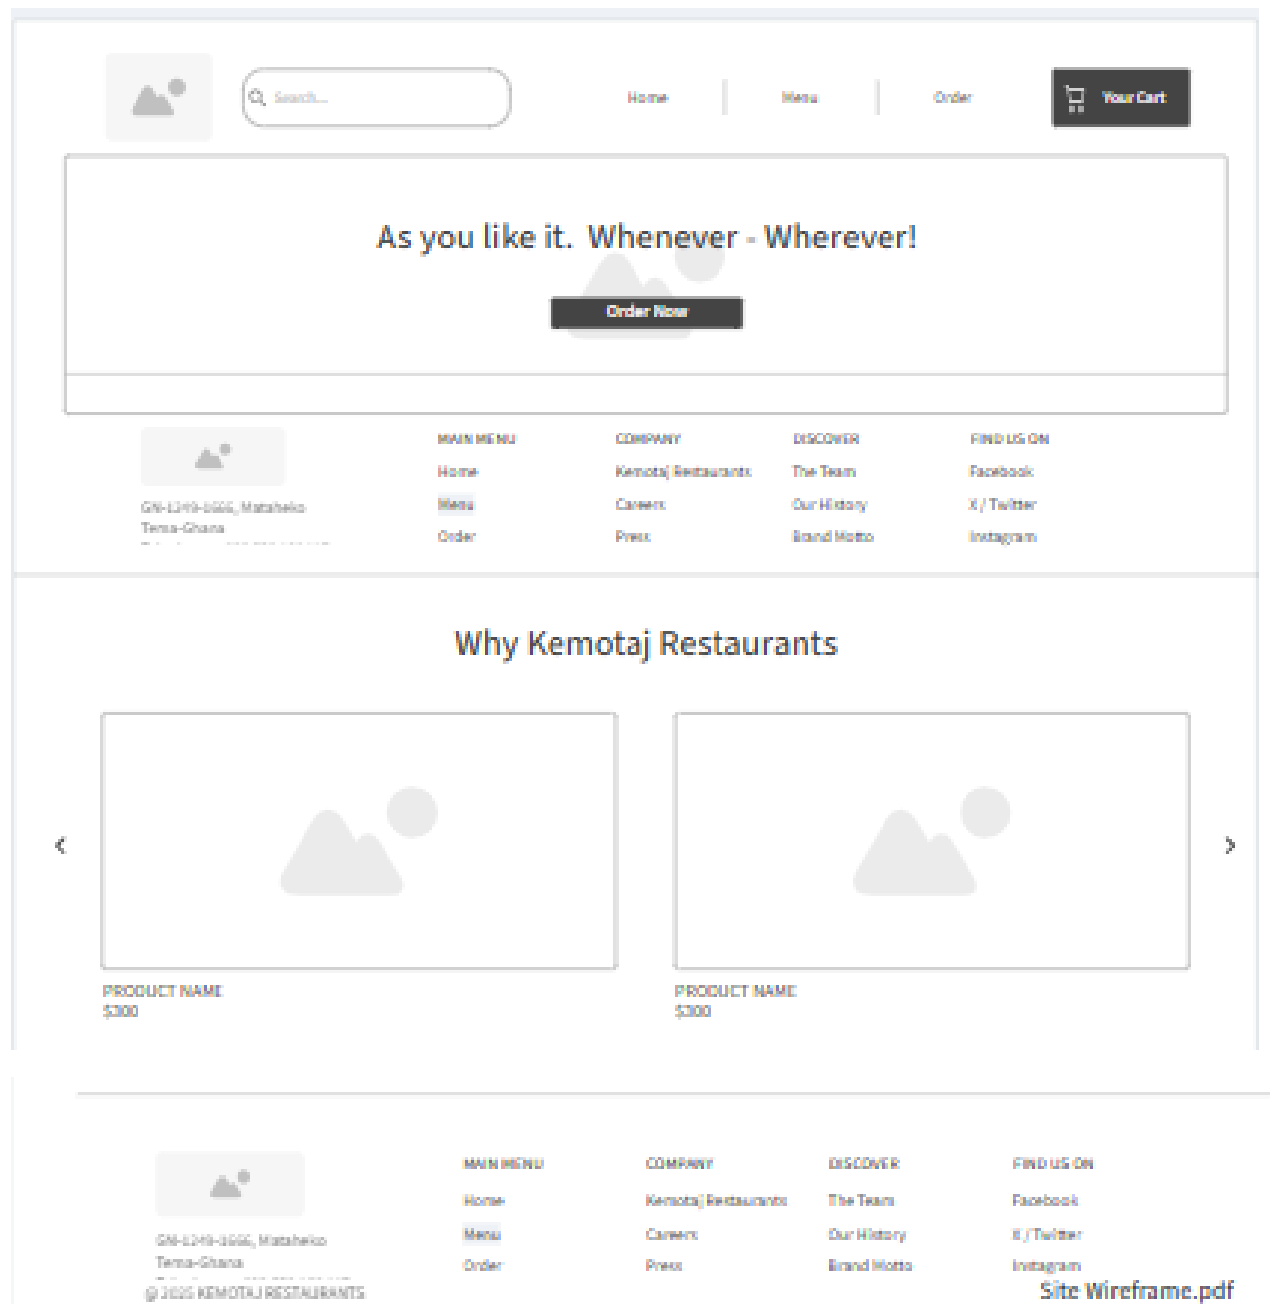 Search...
Home
Menu
Order
Your Cart
As you like it. Whenever - Wherever!
Order Now
MAIN MENU
COMPANY
DISCOVER
FIND US ON
Home
Kemotaj Restaurants
The Team
Facebook
Mataheko
Menu
Careers
Our History
X / Twitter
Tema-Ghana
Order
Press
Brand Motto
Instagram
Why Kemotaj Restaurants
PRODUCT NAME
$300
PRODUCT NAME
$300
MAIN MENU
COMPANY
DISCOVER
FIND US ON
Home
Kemotaj Restaurants
The Team
Facebook
Mataheko
Menu
Careers
Our History
X / Twitter
Tema-Ghana
Order
Press
Brand Motto
Instagram
@ 2025 KEMOTAJ RESTAURANTS
Site Wireframe.pdf